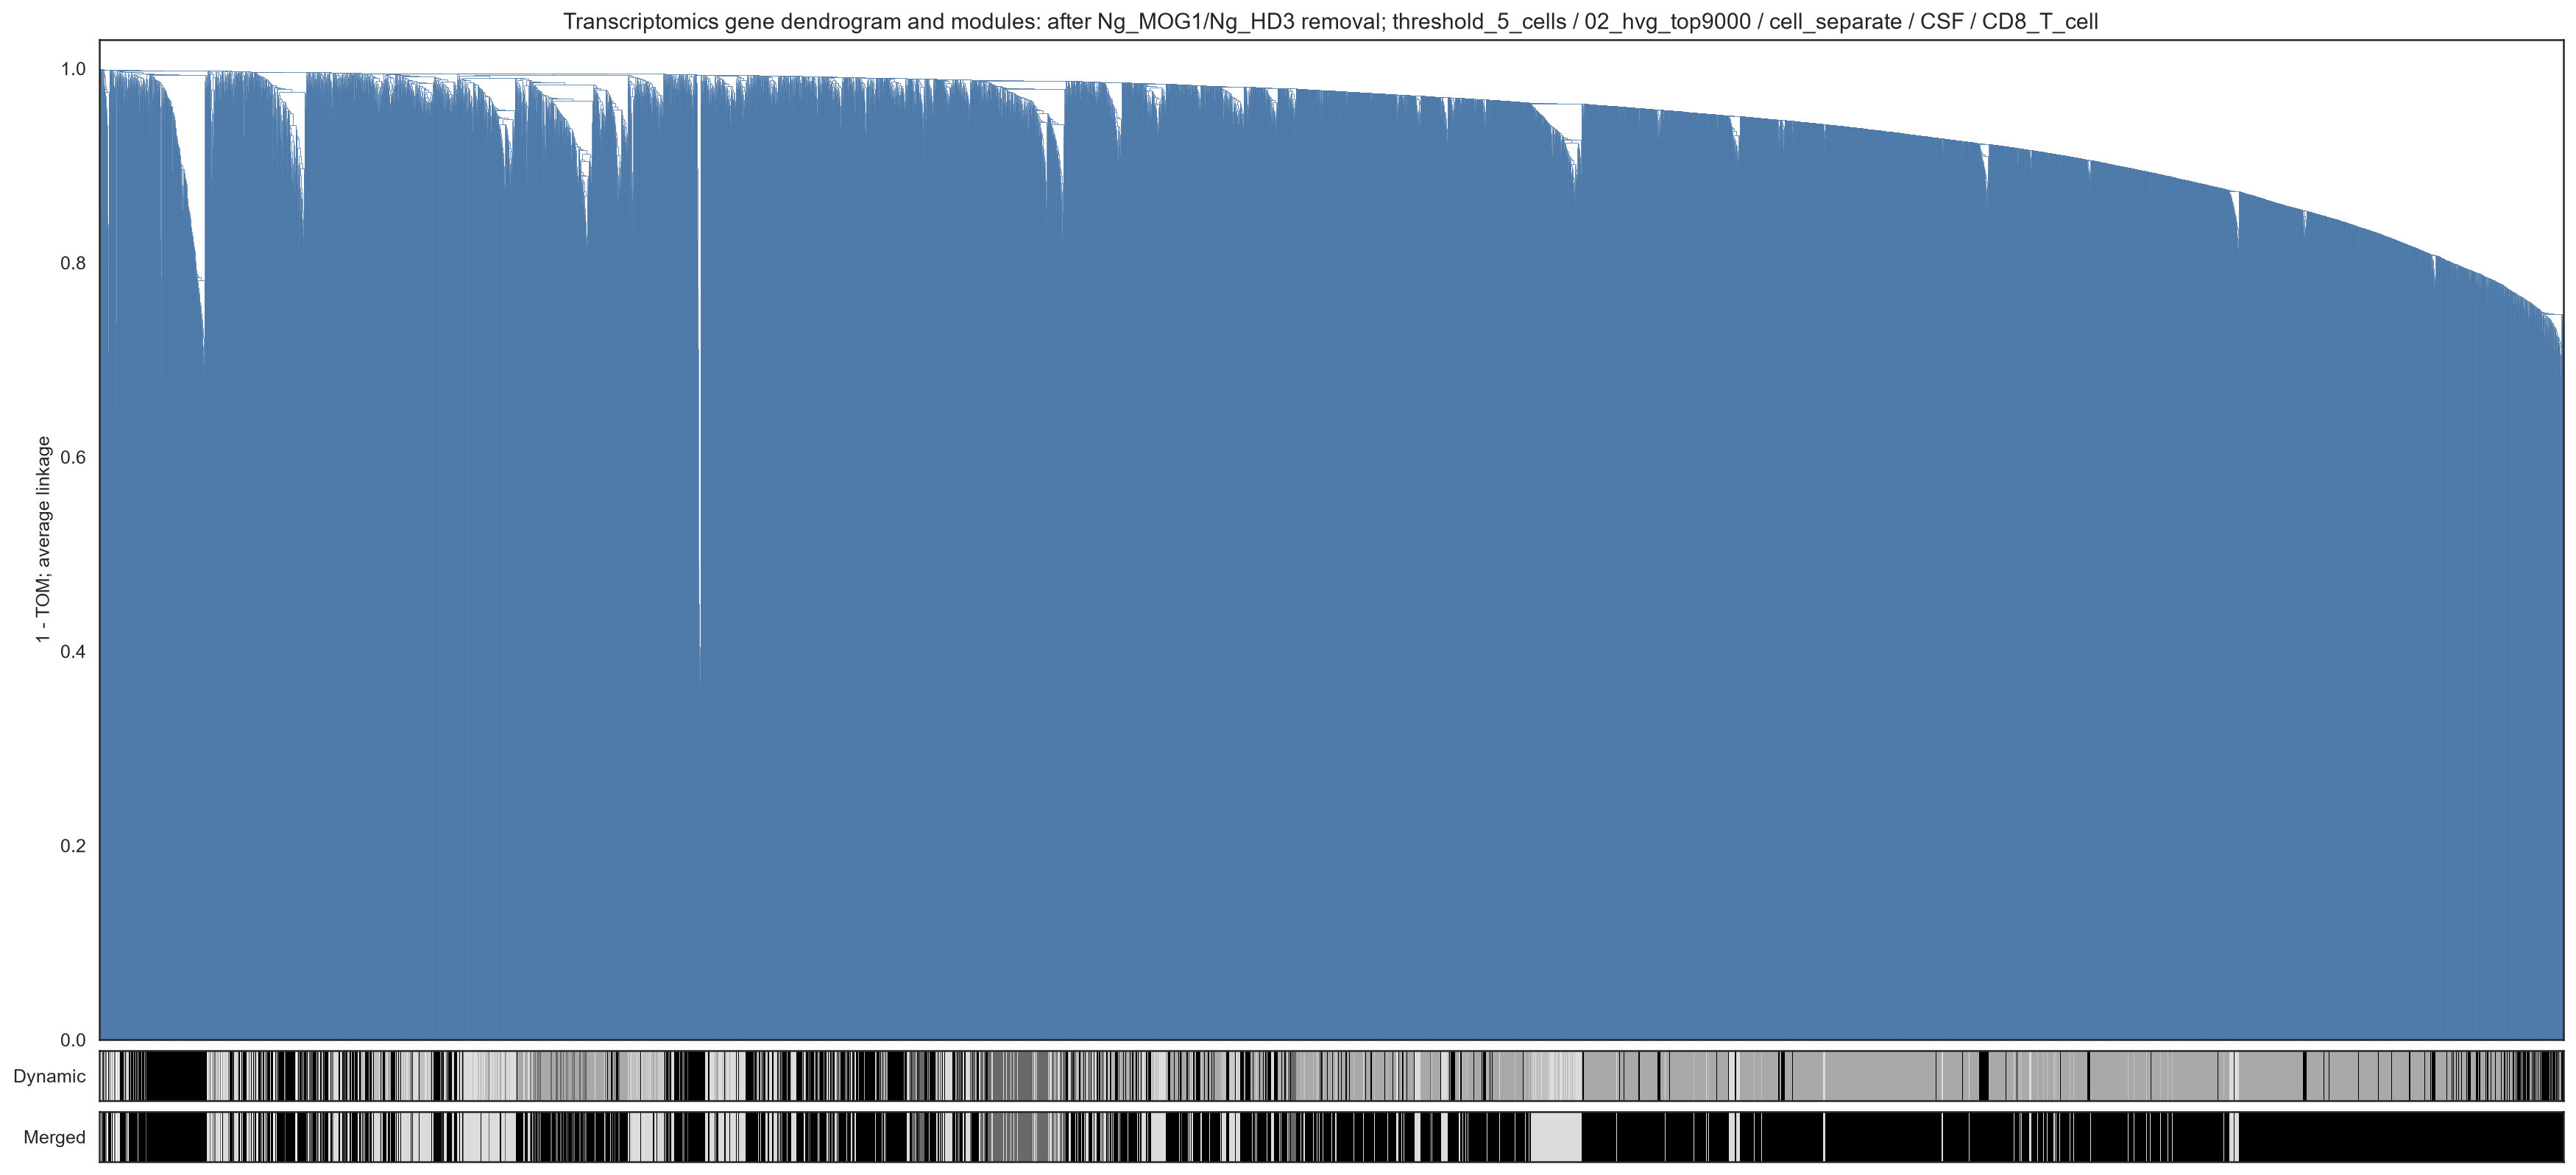 Transcriptomics gene dendrogram and modules: after Ng_MOG1/Ng_HD3 removal; threshold_5_cells / 02_hvg_top9000 / cell_separate / CSF / CD8_T_cell
1.0
0.8
0.6
0.4
0.2
0.0
1 - TOM; average linkage
Dynamic
Merged